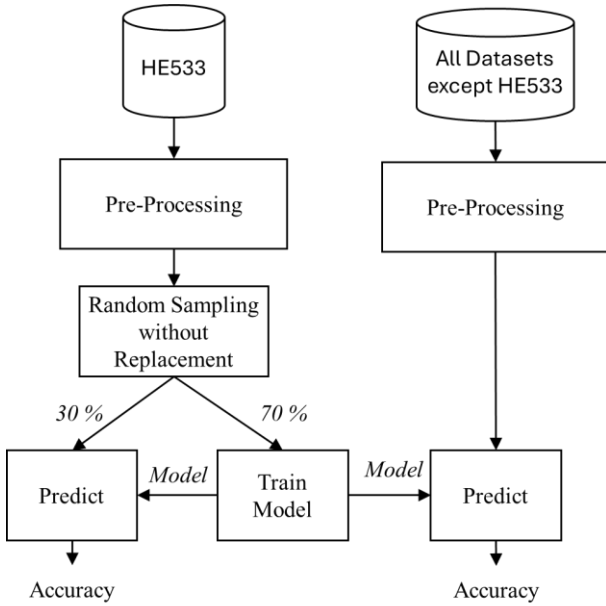 HE533
All Datasets
except HE533
Pre-Processing
Pre-Processing
Random Sampling
without
Replacement
30 %
70 %
Predict
Model
Train
Model
Model
Predict
Accuracy
Accuracy